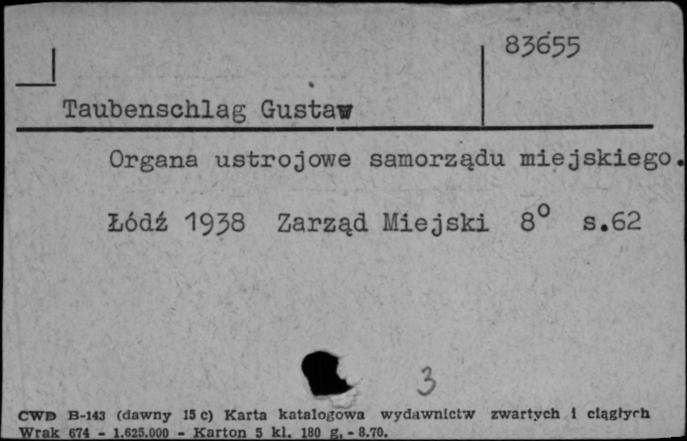 83655
Taubenschlag Gustaw
Organa ustrojowe samorządu miejskiego.
Łódź 1938 Zarząd Miejski 8° s.62
3
CWD B-143 (dawny 15 c) Karta katalogowa wydawnictw zwartych i ciągłych
Wrak 674 - 1.625.000 - Karton 5 kl. 180 g. - 8.70.